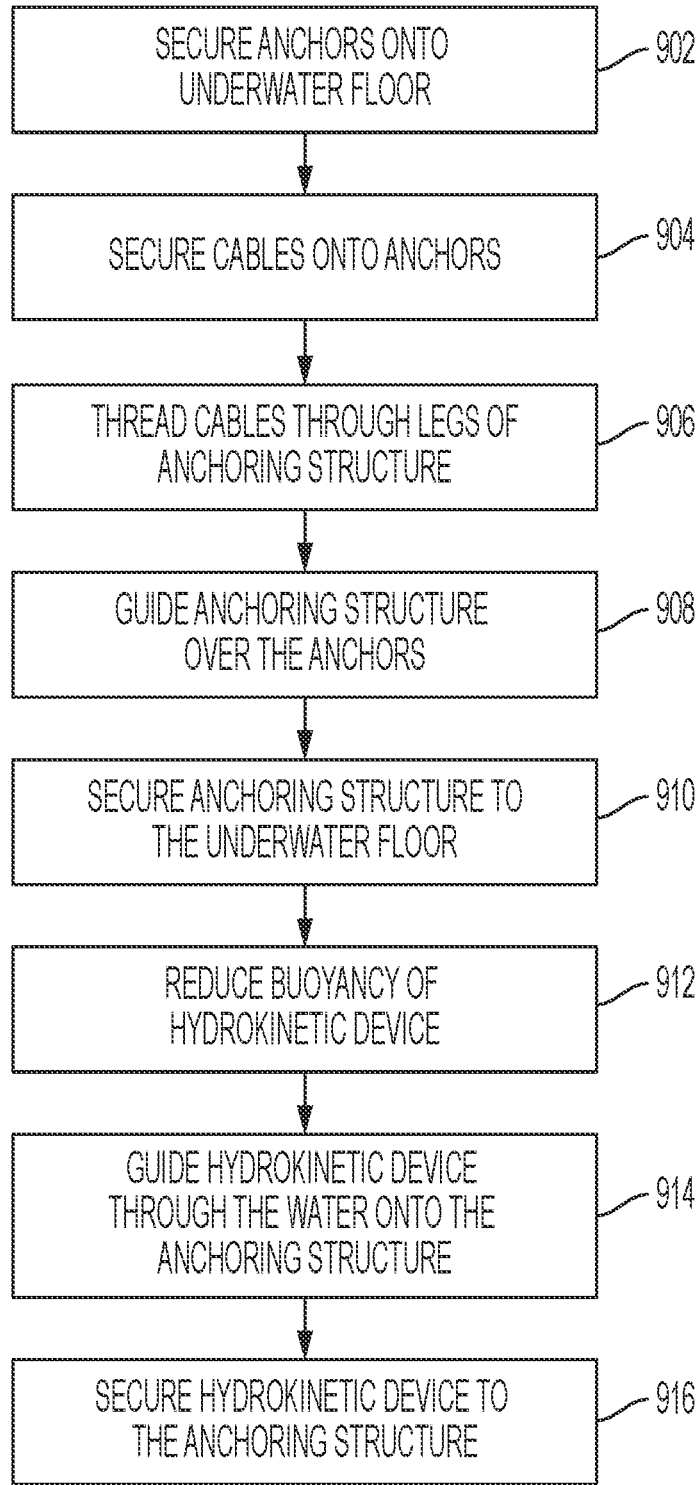 SECURE ANCHORS ONTO
UNDERWATER FLOOR
902
SECURE CABLES ONTO ANCHORS
904
THREAD CABLES THROUGH LEGS OF
ANCHORING STRUCTURE
906
GUIDE ANCHORING STRUCTURE
OVER THE ANCHORS
908
SECURE ANCHORING STRUCTURE TO
THE UNDERWATER FLOOR
910
REDUCE BUOYANCY OF
HYDROKINETIC DEVICE
912
GUIDE HYDROKINETIC DEVICE
THROUGH THE WATER ONTO THE
ANCHORING STRUCTURE
914
SECURE HYDROKINETIC DEVICE TO
THE ANCHORING STRUCTURE
916